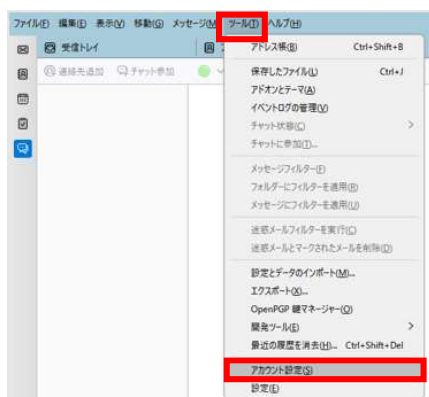 ファイル(F) 編集(E) 表示(V) 移動(G) メッセージ(M) ツール(T) ヘルプ(H)
受信トレイ
連絡先追加 チャット参加
アドレス帳(B) Ctrl+Shift+B
保存したファイル(L) Ctrl+J
アドオンとテーマ(A)
イベントログの管理(V)
チャット状態(C) >
チャットに参加(I)...
メッセージフィルター(F)
フォルダーにフィルターを適用(R)
メッセージにフィルターを適用(U)
迷惑メールフィルターを実行(C)
迷惑メールとマークされたメールを削除(D)
設定とデータのインポート(M)...
エクスポート(X)...
OpenPGP 鍵マネージャー(O)
開発ツール(E) >
最近の履歴を消去(H)... Ctrl+Shift+Del
アカウント設定(S)
設定(E)